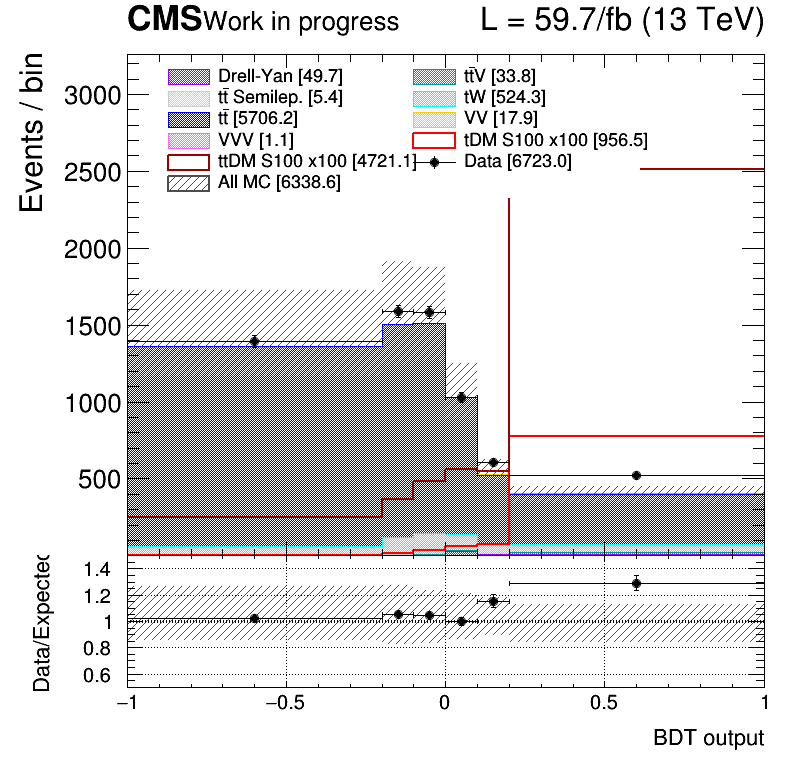 CMS Work in progress L = 59.7/fb (13 TeV)
Events / bin
3000
2500
2000
1500
1000
500
Drell-Yan [49.7]
tt̄V [33.8]
tt̄ Semilep. [5.4]
tW [524.3]
tt̄ [5706.2]
VV [17.9]
VVV [1.1]
tDM S100 x100 [956.5]
ttDM S100 x100 [4721.1]
Data [6723.0]
All MC [6338.6]
Data/Expected
1.4
1.2
1
0.8
0.6
−1 −0.5 0 0.5 1
BDT output